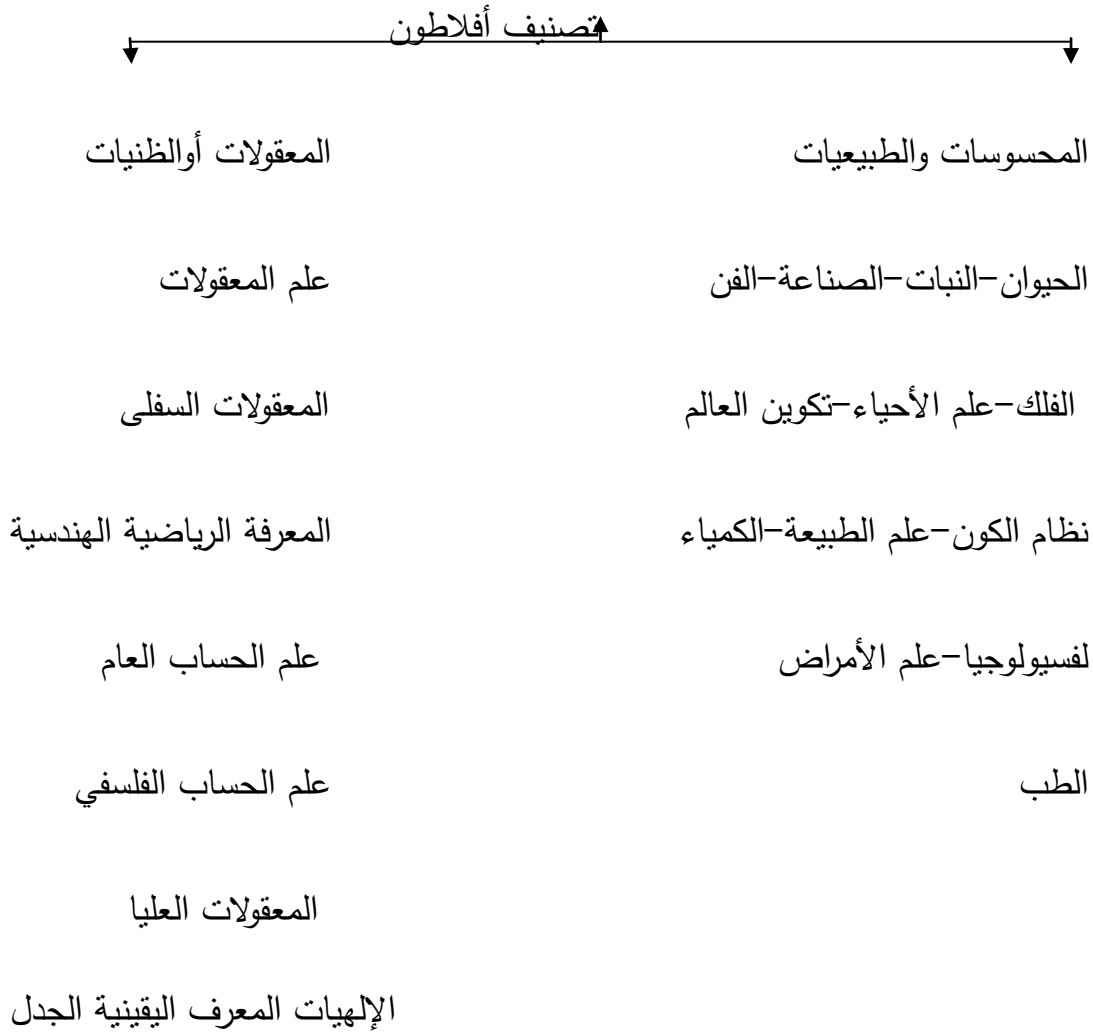 تصنيف أفلاطون
المحسوسات والطبيعيات
المعقولات أوالظنيات
الحيوان–النبات–الصناعة–الفن
علم المعقولات
الفلك–علم الأحياء–تكوين العالم
المعقولات السفلى
نظام الكون–علم الطبيعة–الكمياء
المعرفة الرياضية الهندسية
لفسيولوجيا–علم الأمراض
علم الحساب العام
الطب
علم الحساب الفلسفي
المعقولات العليا
الإلهيات المعرف اليقينية الجدل